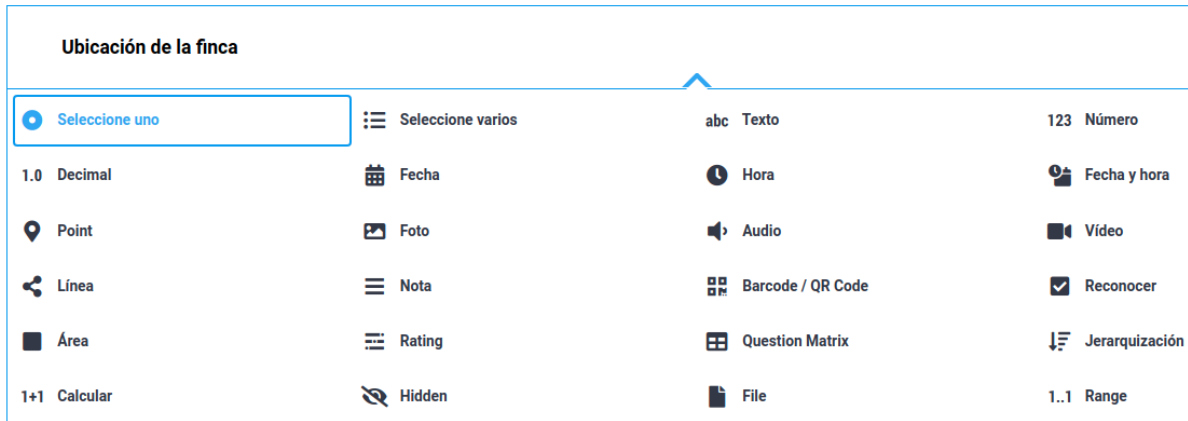 Ubicación de la finca
Seleccione uno Seleccione varios abc Texto 123 Número
1.0 Decimal Fecha Hora Fecha y hora
Point Foto Audio Vídeo
Línea Nota Barcode / QR Code Reconocer
Área Rating Question Matrix Jerarquización
1+1 Calcular Hidden File 1..1 Range